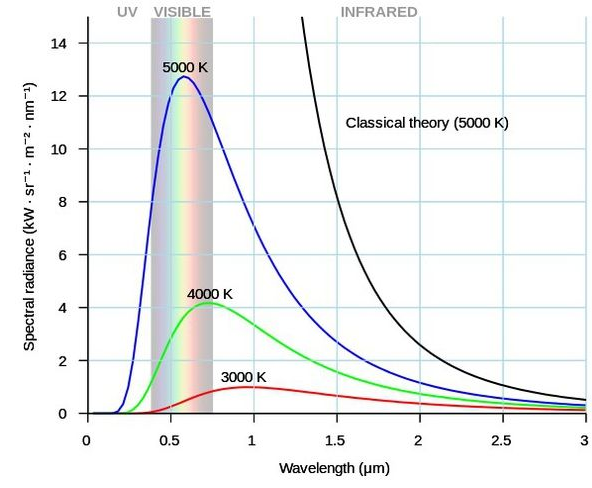 UV VISIBLE INFRARED
14
5000 K
12
Classical theory (5000 K)
10
8
6
4000 K
4
3000 K
2
0
0 0.5 1 1.5 2 2.5 3
Wavelength (μm)
Spectral radiance (kW · sr⁻¹ · m⁻² · nm⁻¹)